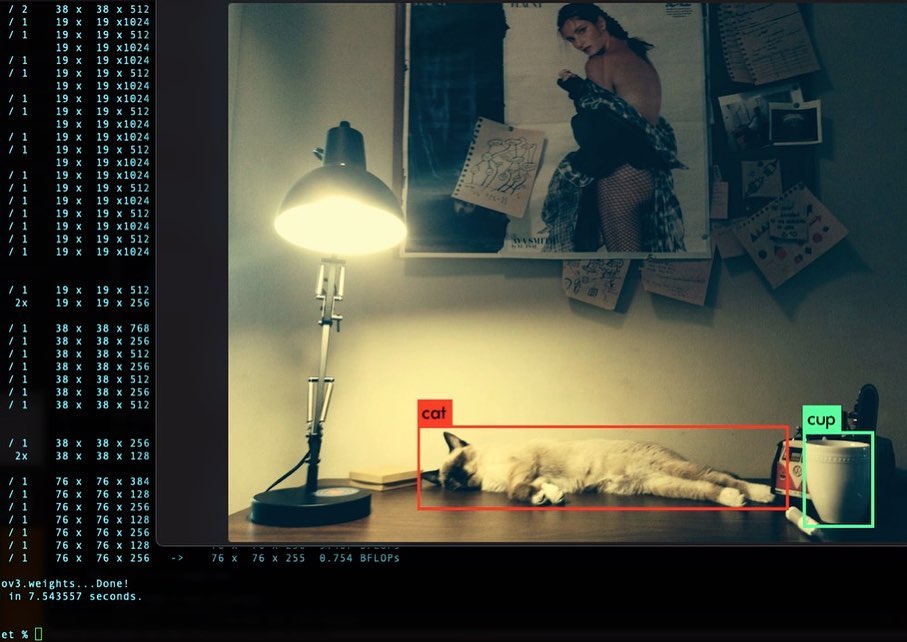 / 2 38 x 38 x 512
/ 1 19 x 19 x1024
/ 1 19 x 19 x 512
19 x 19 x1024
/ 1 19 x 19 x1024
/ 1 19 x 19 x 512
19 x 19 x1024
/ 1 19 x 19 x1024
/ 1 19 x 19 x 512
19 x 19 x1024
/ 1 19 x 19 x1024
/ 1 19 x 19 x 512
19 x 19 x1024
/ 1 19 x 19 x1024
/ 1 19 x 19 x 512
/ 1 19 x 19 x1024
/ 1 19 x 19 x 512
/ 1 19 x 19 x1024
/ 1 19 x 19 x 512
/ 1 19 x 19 x1024
/ 1 19 x 19 x 512
2x 19 x 19 x 256
/ 1 38 x 38 x 768
/ 1 38 x 38 x 256
/ 1 38 x 38 x 512
/ 1 38 x 38 x 256
/ 1 38 x 38 x 512
/ 1 38 x 38 x 256
/ 1 38 x 38 x 512
/ 1 38 x 38 x 256
2x 38 x 38 x 128
/ 1 76 x 76 x 384
/ 1 76 x 76 x 128
/ 1 76 x 76 x 256
/ 1 76 x 76 x 128
/ 1 76 x 76 x 256
/ 1 76 x 76 x 128
/ 1 76 x 76 x 256 -> 76 x 76 x 255 0.754 BFLOPs
ov3.weights...Done!
in 7.543557 seconds.
et %
cat
cup